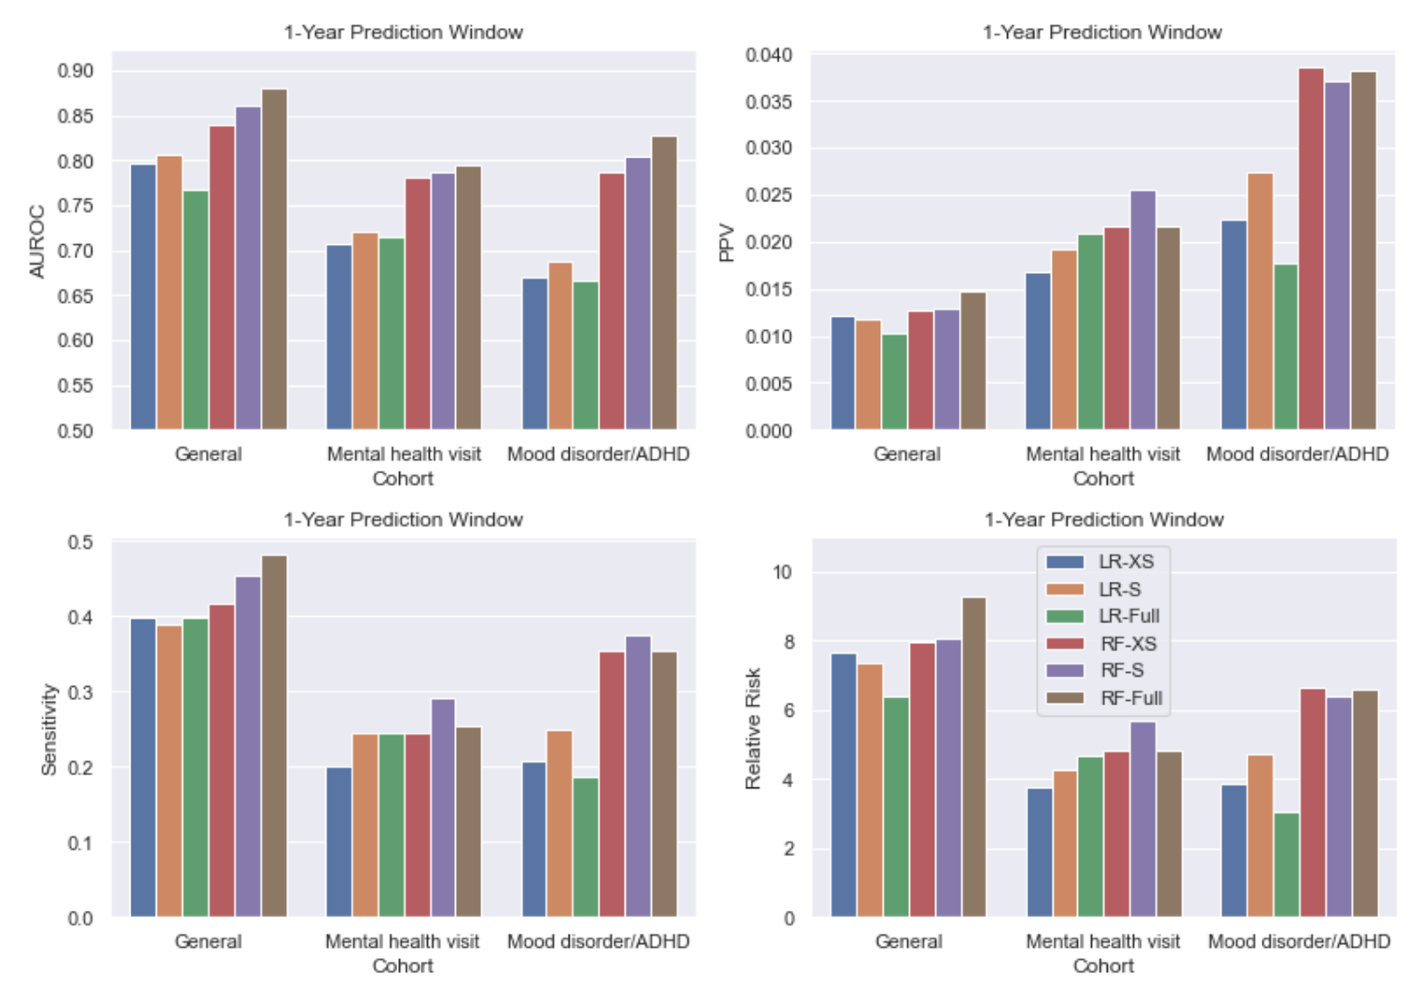 1-Year Prediction Window
AUROC
0.90
0.85
0.80
0.75
0.70
0.65
0.60
0.55
0.50
General
Mental health visit
Mood disorder/ADHD
Cohort
1-Year Prediction Window
PPV
0.040
0.035
0.030
0.025
0.020
0.015
0.010
0.005
0.000
General
Mental health visit
Mood disorder/ADHD
Cohort
1-Year Prediction Window
Sensitivity
0.5
0.4
0.3
0.2
0.1
0.0
General
Mental health visit
Mood disorder/ADHD
Cohort
1-Year Prediction Window
Relative Risk
10
8
6
4
2
0
LR-XS
LR-S
LR-Full
RF-XS
RF-S
RF-Full
General
Mental health visit
Mood disorder/ADHD
Cohort